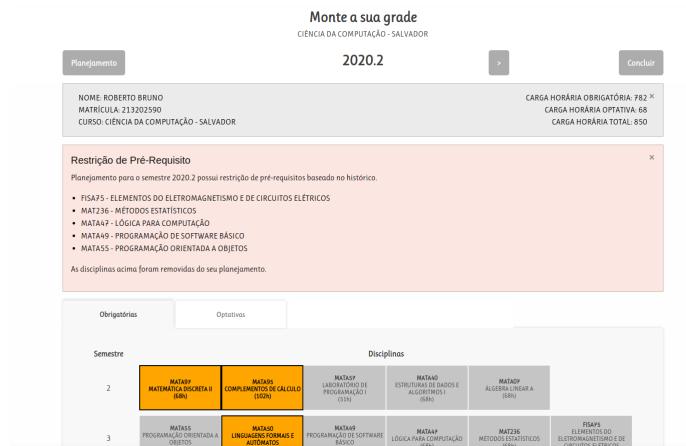 Monte a sua grade
CIÊNCIA DA COMPUTAÇÃO - SALVADOR
Planejamento
2020.2
>
Concluir
NOME: ROBERTO BRUNO
MATRÍCULA: 213202590
CURSO: CIÊNCIA DA COMPUTAÇÃO - SALVADOR
CARGA HORÁRIA OBRIGATÓRIA: 782 ×
CARGA HORÁRIA OPTATIVA: 68
CARGA HORÁRIA TOTAL: 850
Restrição de Pré-Requisito ×
Planejamento para o semestre 2020.2 possui restrição de pré-requisitos baseado no histórico.
FISA75 - ELEMENTOS DO ELETROMAGNETISMO E DE CIRCUITOS ELÉTRICOS
MAT236 - MÉTODOS ESTATÍSTICOS
MATA47 - LÓGICA PARA COMPUTAÇÃO
MATA49 - PROGRAMAÇÃO DE SOFTWARE BÁSICO
MATA55 - PROGRAMAÇÃO ORIENTADA A OBJETOS
As disciplinas acima foram removidas do seu planejamento.
Obrigatórias
Optativas
Semestre
Disciplinas
2
MATA97
MATEMÁTICA DISCRETA II
(68h)
MATA95
COMPLEMENTOS DE CÁLCULO
(102h)
MATA57
LABORATÓRIO DE
PROGRAMAÇÃO I
(51h)
MATA40
ESTRUTURAS DE DADOS E
ALGORITMOS I
(68h)
MATA07
ÁLGEBRA LINEAR A
(68h)
3
MATA55
PROGRAMAÇÃO ORIENTADA A
OBJETOS
MATA50
LINGUAGENS FORMAIS E
AUTÔMATOS
MATA49
PROGRAMAÇÃO DE SOFTWARE
BÁSICO
MATA47
LÓGICA PARA COMPUTAÇÃO
(68h)
MAT236
MÉTODOS ESTATÍSTICOS
(68h)
FISA75
ELEMENTOS DO
ELETROMAGNETISMO E DE
CIRCUITOS ELÉTRICOS